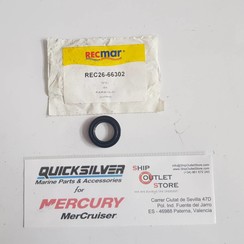 RECMAR
REC26-66302
QUICKSILVER
Marine Parts & Accessories
for
MERCURY
MerCruiser
SHIP
OUTLET
STORE
Carrer Ciutat de Sevilla 47D
Pol. Ind. Fuente del Jarro
ES - 46988 Paterna, Valencia